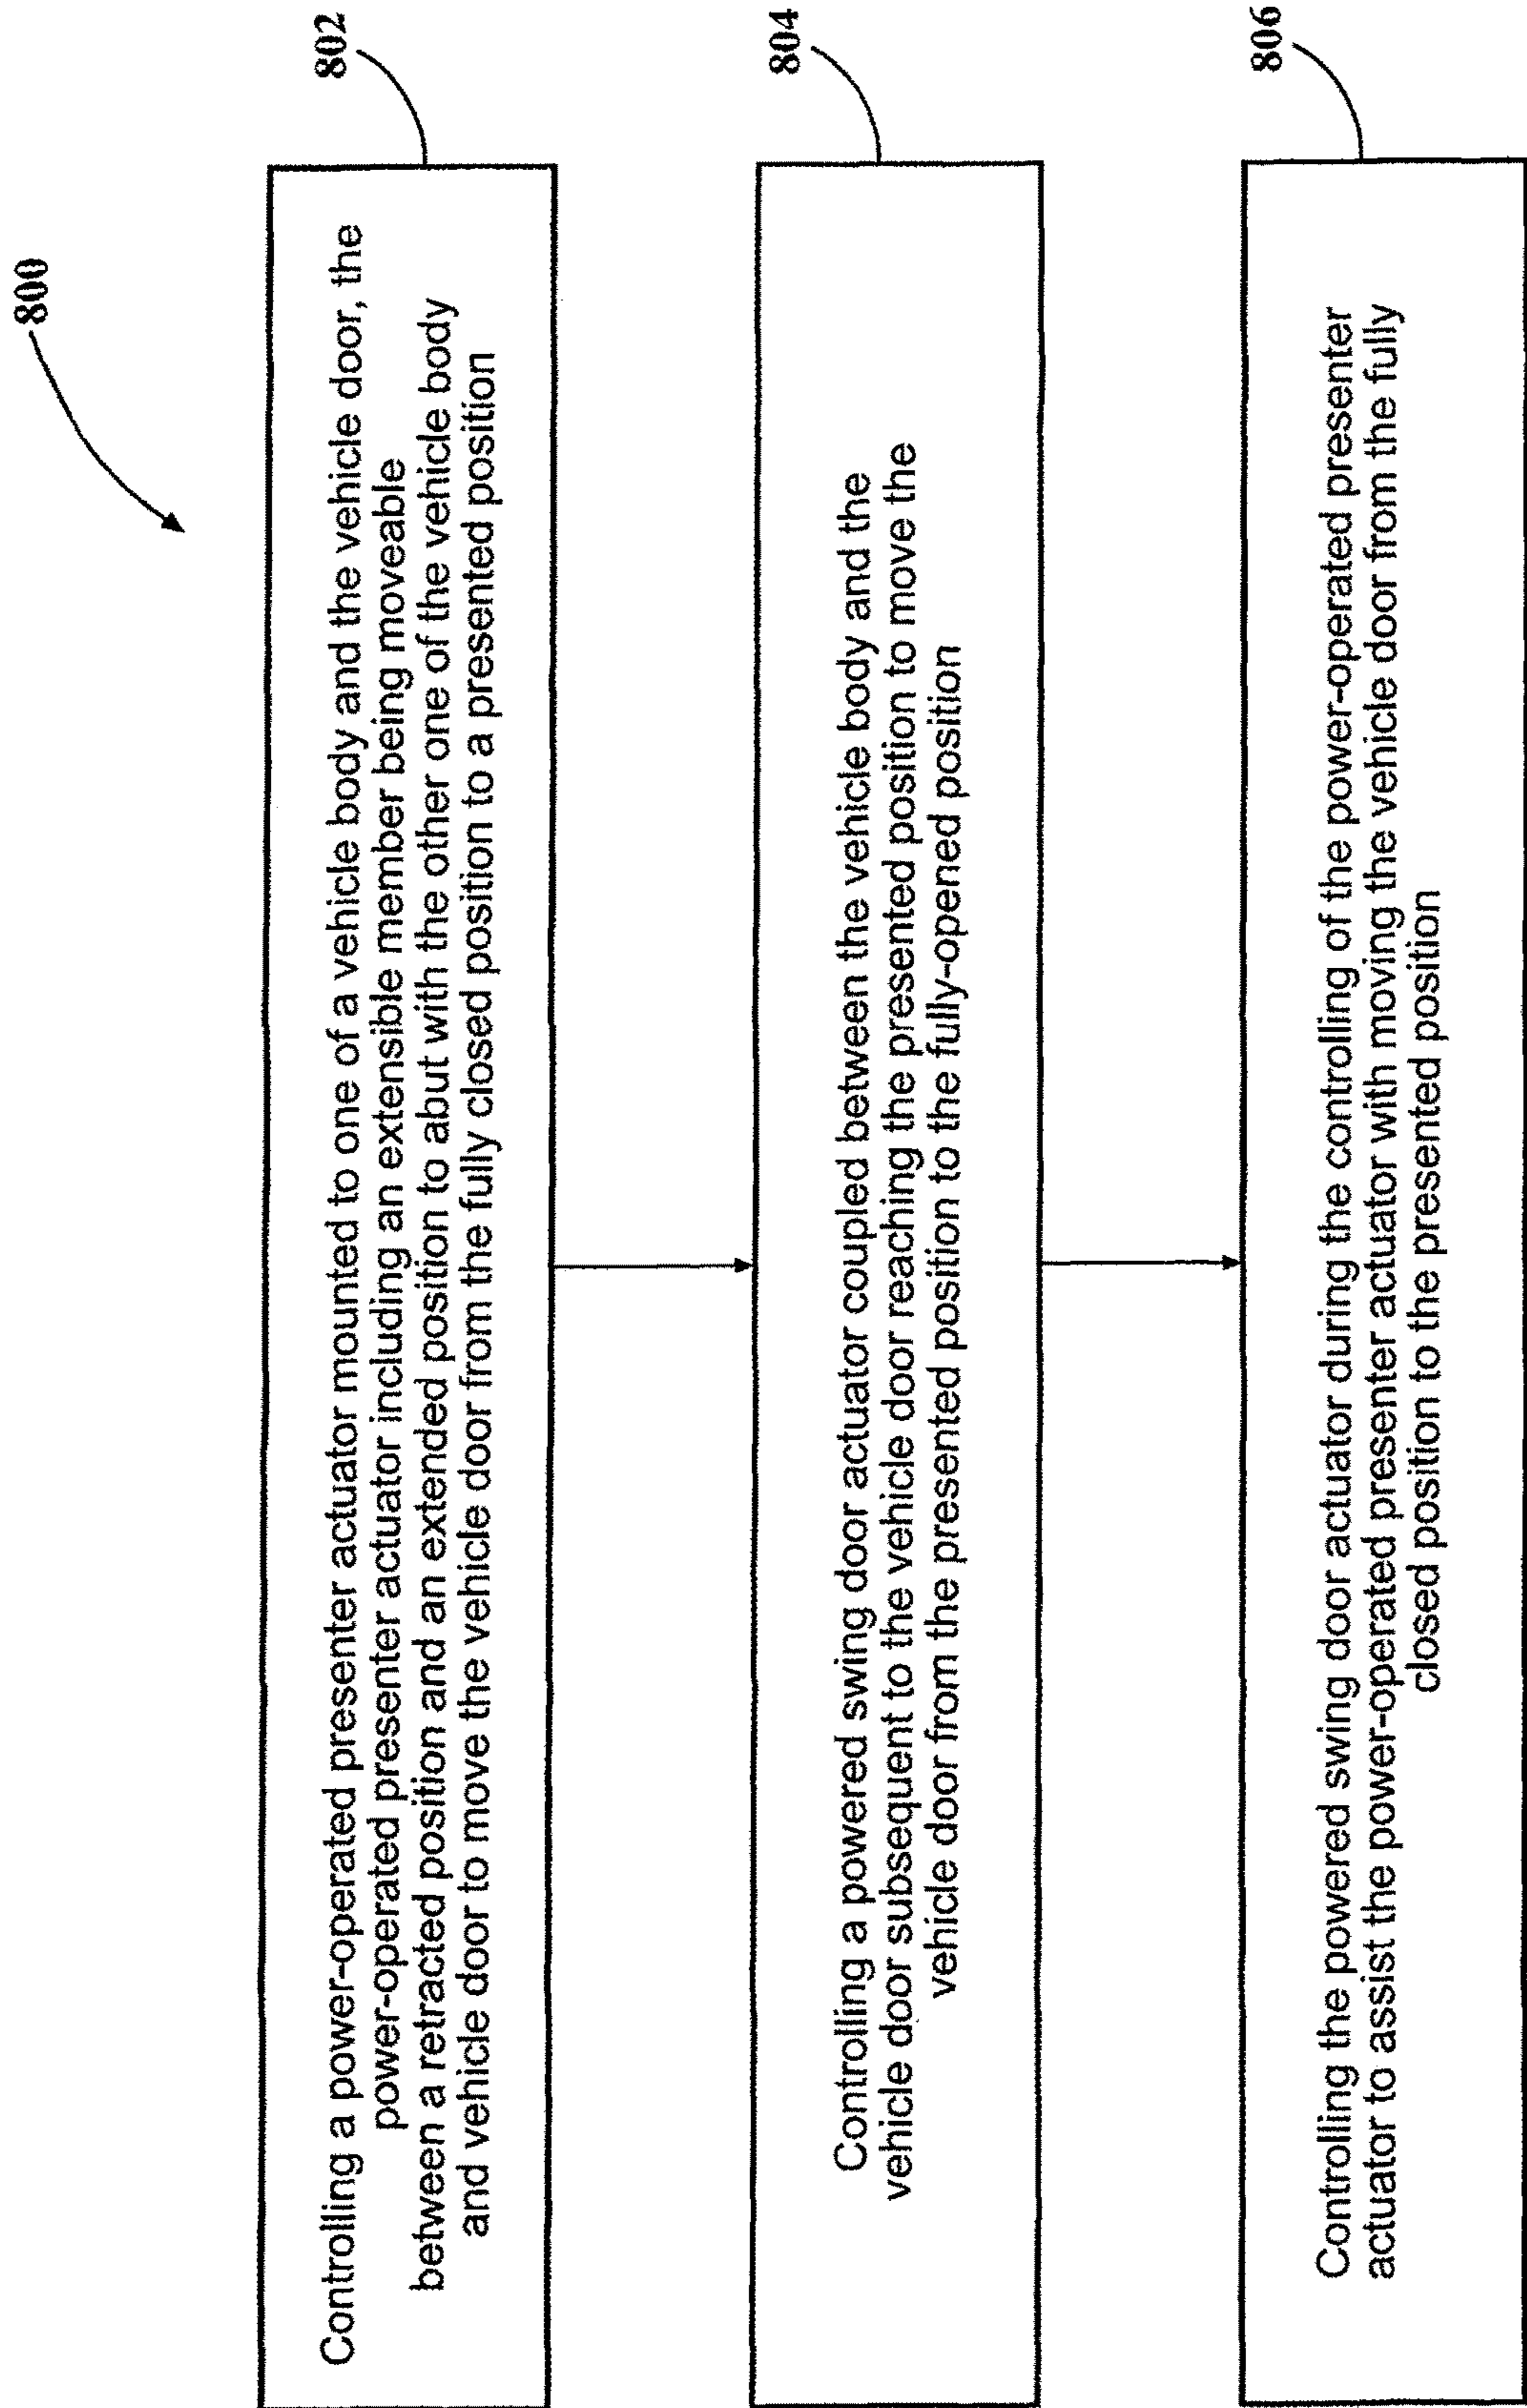 800
802
Controlling a power-operated presenter actuator mounted to one of a vehicle body and the vehicle door, the
power-operated presenter actuator including an extensible member being moveable
between a retracted position and an extended position to abut with the other one of the vehicle body
and vehicle door to move the vehicle door from the fully closed position to a presented position
804
Controlling a powered swing door actuator coupled between the vehicle body and the
vehicle door subsequent to the vehicle door reaching the presented position to move the
vehicle door from the presented position to the fully-opened position
806
Controlling the powered swing door actuator during the controlling of the power-operated presenter
actuator to assist the power-operated presenter actuator with moving the vehicle door from the fully
closed position to the presented position